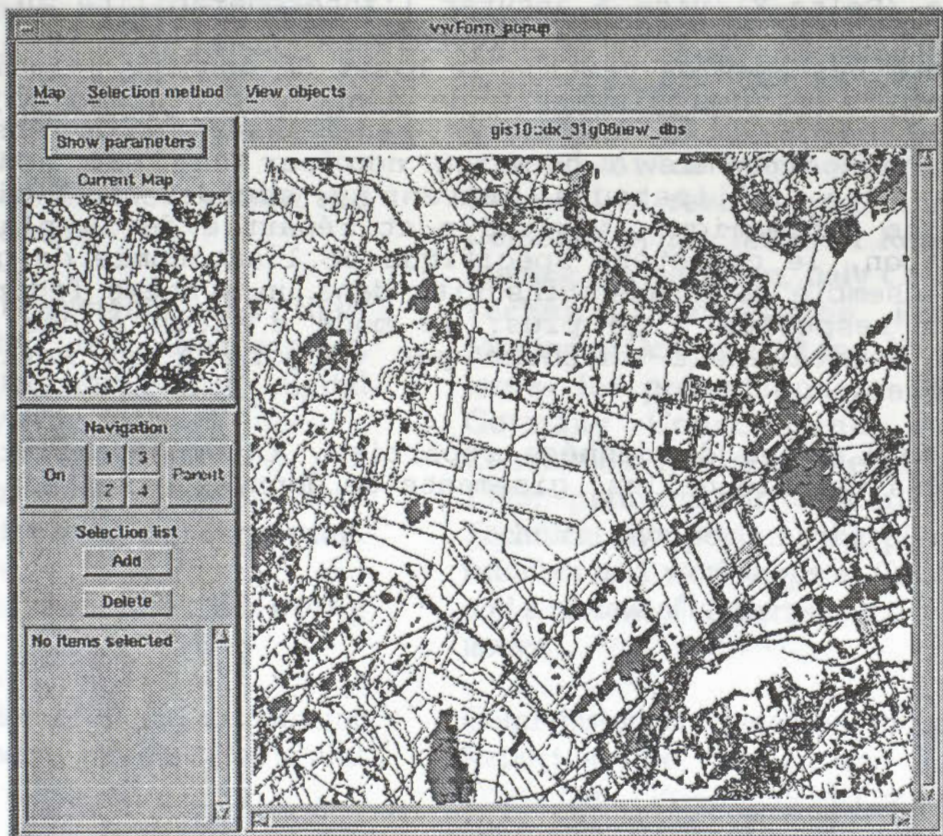 vwForm_popup
Map Selection method View objects
Show parameters
gis10::dx_31g06new_dbs
Current Map
Navigation
On 1 3 Parent
2 4
Selection list
Add
Delete
No items selected